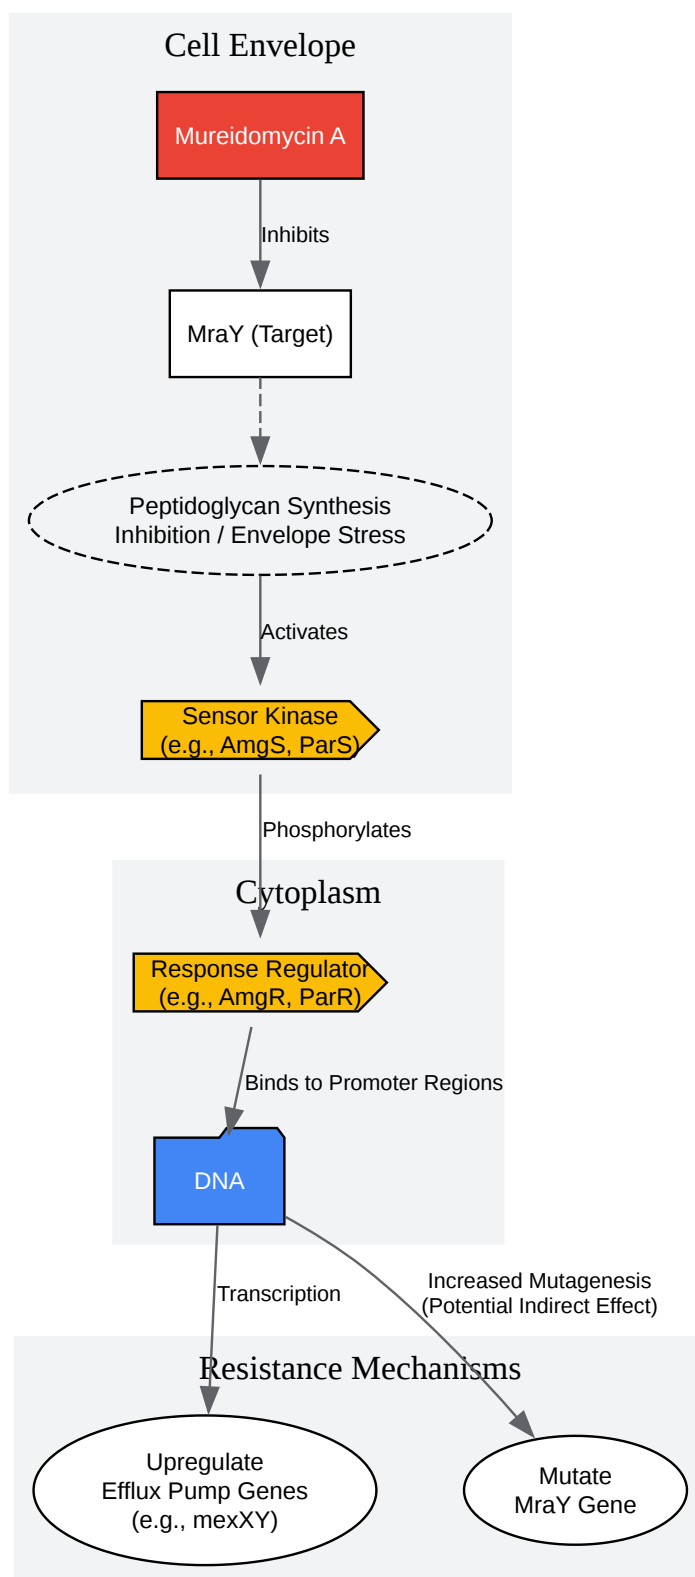 Cell Envelope
Mureidomycin A
Inhibits
MraY (Target)
Peptidoglycan Synthesis
Inhibition / Envelope Stress
Activates
Sensor Kinase
(e.g., AmgS, ParS)
Phosphorylates
Cytoplasm
Response Regulator
(e.g., AmgR, ParR)
Binds to Promoter Regions
DNA
Transcription
Increased Mutagenesis
(Potential Indirect Effect)
Resistance Mechanisms
Upregulate
Efflux Pump Genes
(e.g., mexXY)
Mutate
MraY Gene